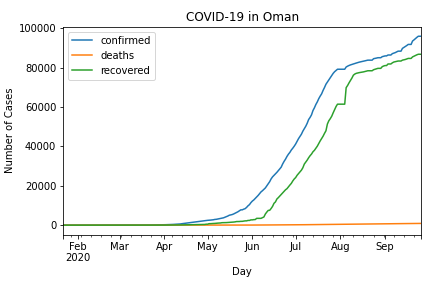 COVID-19 in Oman
100000
80000
60000
40000
20000
0
Number of Cases
confirmed
deaths
recovered
Feb Mar Apr May Jun Jul Aug Sep
2020
Day